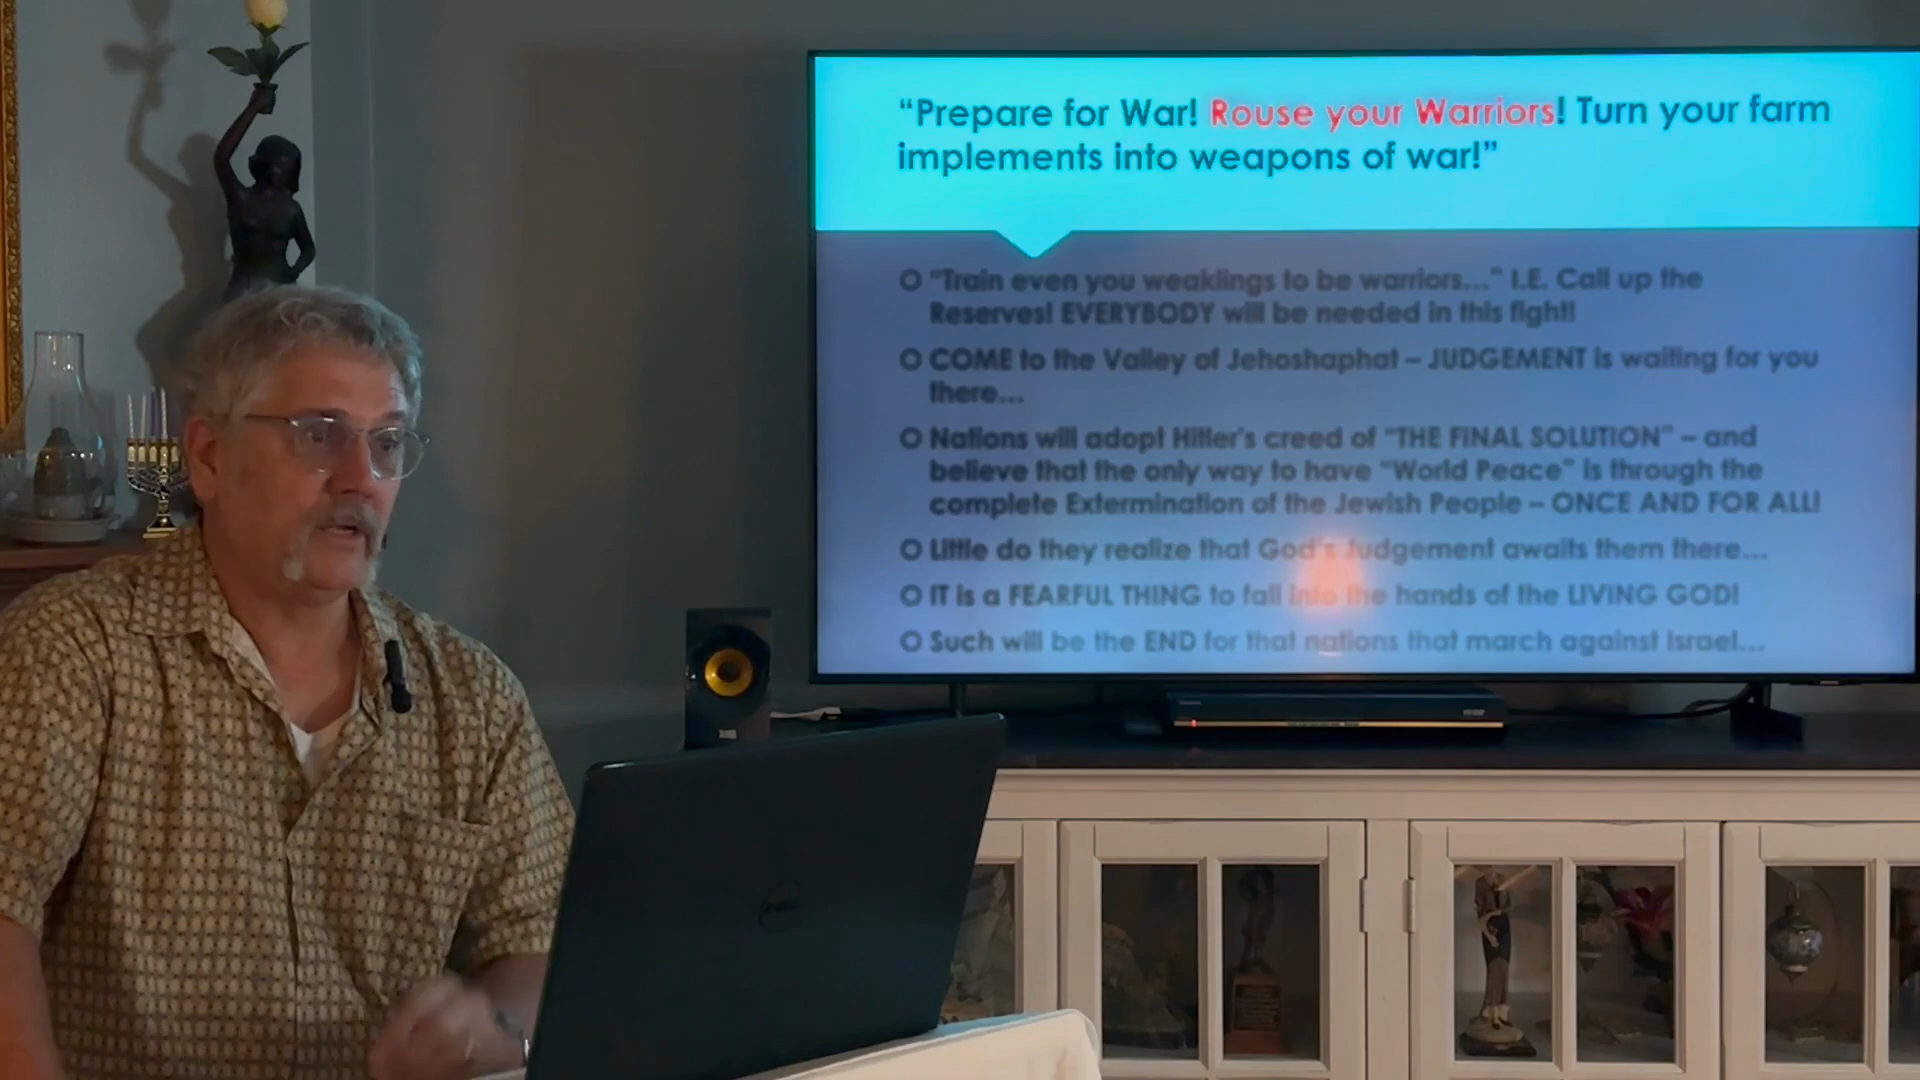 “Prepare for War! Rouse your Warriors! Turn your farm
implements into weapons of war!”
O “Train even you weaklings to be warriors...” I.E. Call up the
Reserves! EVERYBODY will be needed in this fight!
O COME to the Valley of Jehoshaphat – JUDGEMENT is waiting for you
there...
O Nations will adopt Hitler's creed of “THE FINAL SOLUTION” – and
believe that the only way to have “World Peace” is through the
complete Extermination of the Jewish People – ONCE AND FOR ALL!
O Little do they realize that God's Judgement awaits them there...
O IT is a FEARFUL THING to fall into the hands of the LIVING GOD!
O Such will be the END for that nations that march against Israel...
DELL